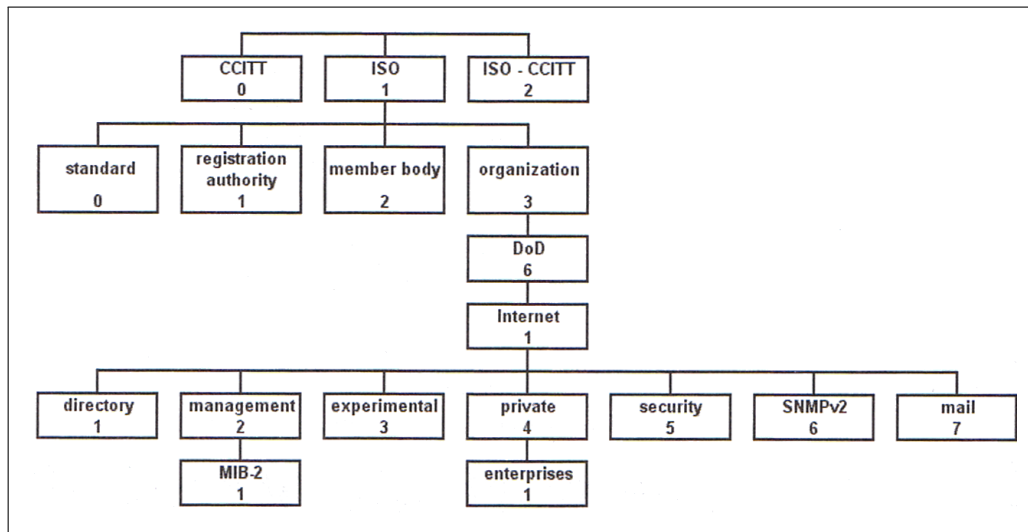 CCITT ISO ISO - CCITT
0 1 2
standard registration authority member body organization
0 1 2 3
DoD
6
Internet
1
directory management experimental private security SNMPv2 mail
1 2 3 4 5 6 7
MIB-2 enterprises
1 1